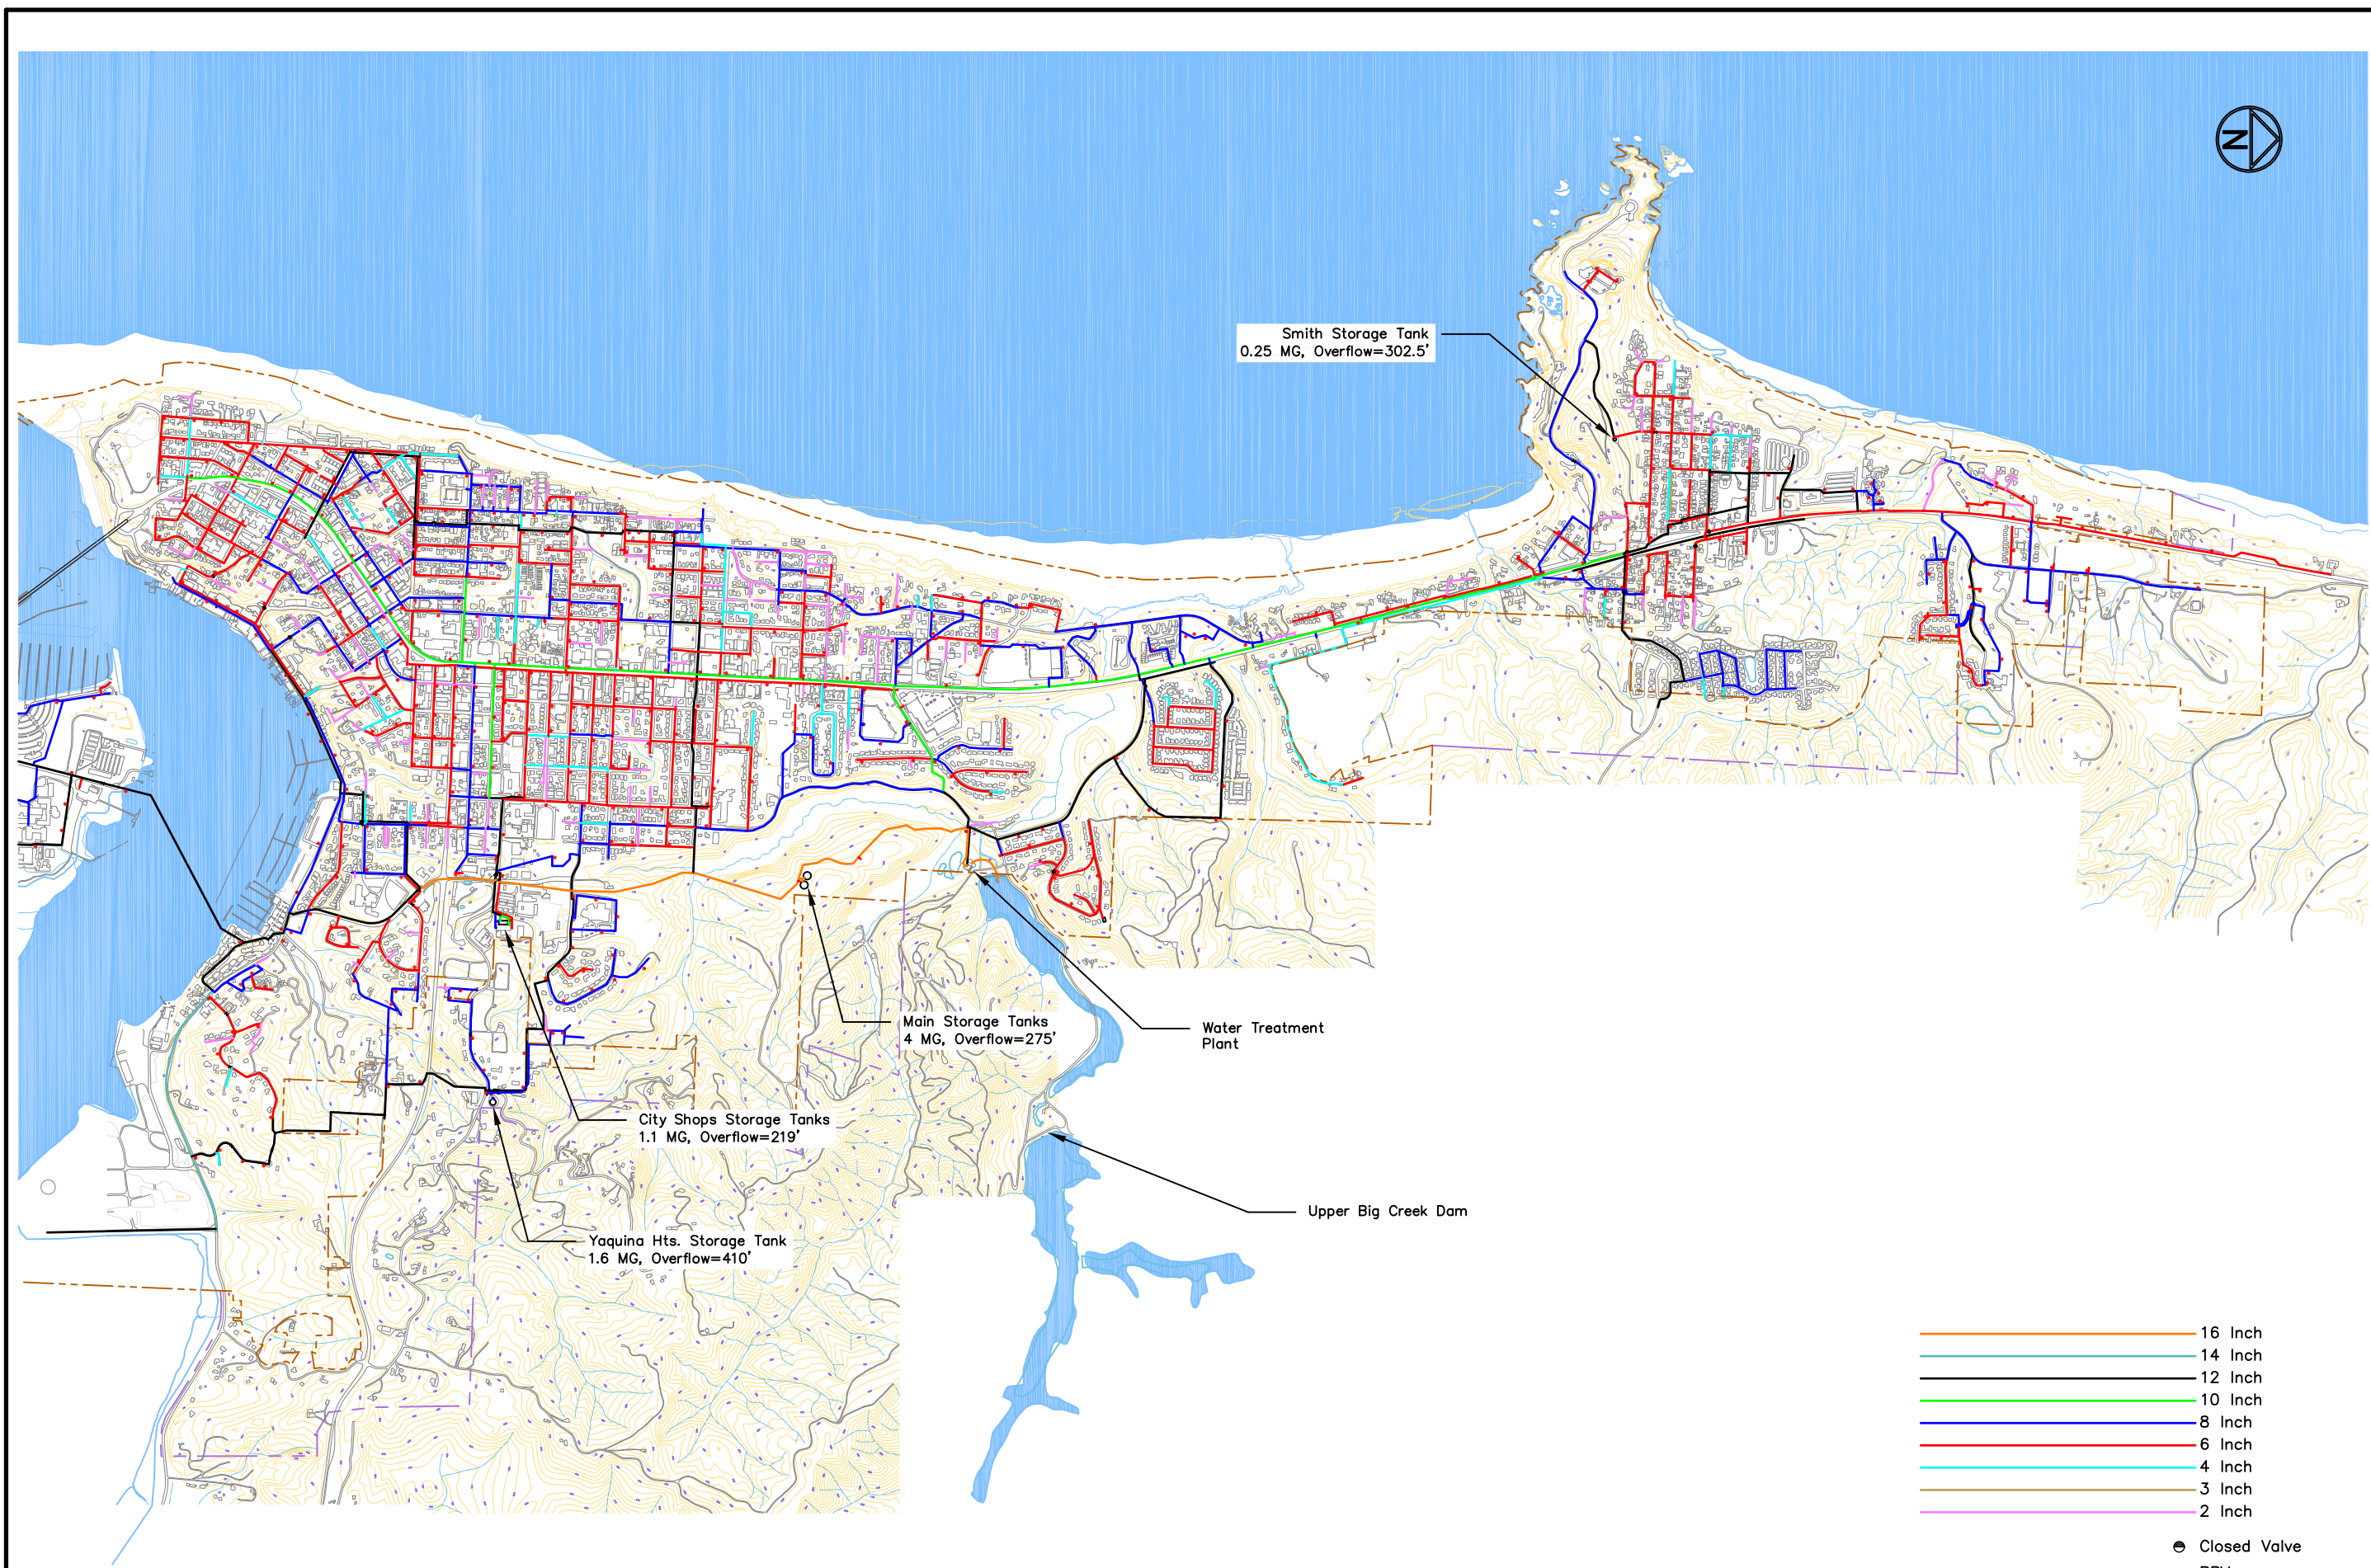 N
Smith Storage Tank
0.25 MG, Overflow=302.5'
Main Storage Tanks
4 MG, Overflow=275'
Water Treatment
Plant
City Shops Storage Tanks
1.1 MG, Overflow=219'
Upper Big Creek Dam
Yaquina Hts. Storage Tank
1.6 MG, Overflow=410'
16 Inch
14 Inch
12 Inch
10 Inch
8 Inch
6 Inch
4 Inch
3 Inch
2 Inch
Closed Valve